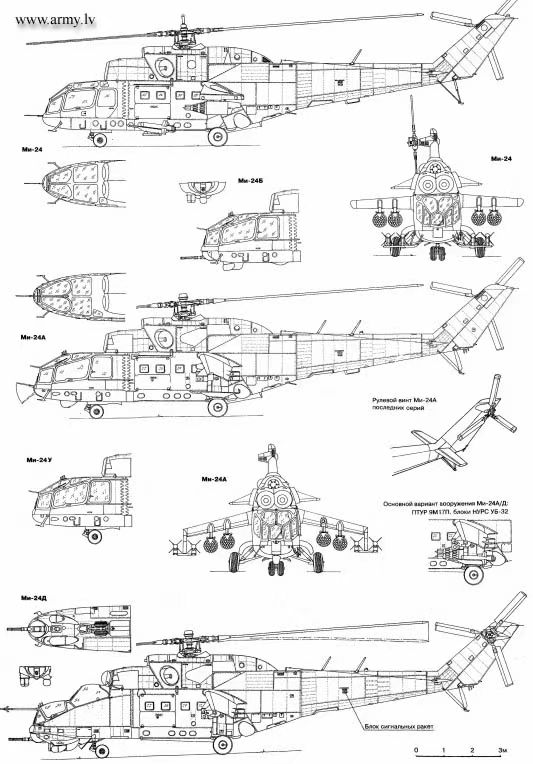 www.army.lv
Ми-24
Ми-24
Ми-24Б
Ми-24А
Рулевой винт Ми-24А
последних серий
Ми-24У
Ми-24А
Основной вариант вооружения Ми-24А/Д:
ПТУР 9М17П, блоки НУРС УБ-32
Ми-24Д
Блок сигнальных ракет
0 1 2 3м